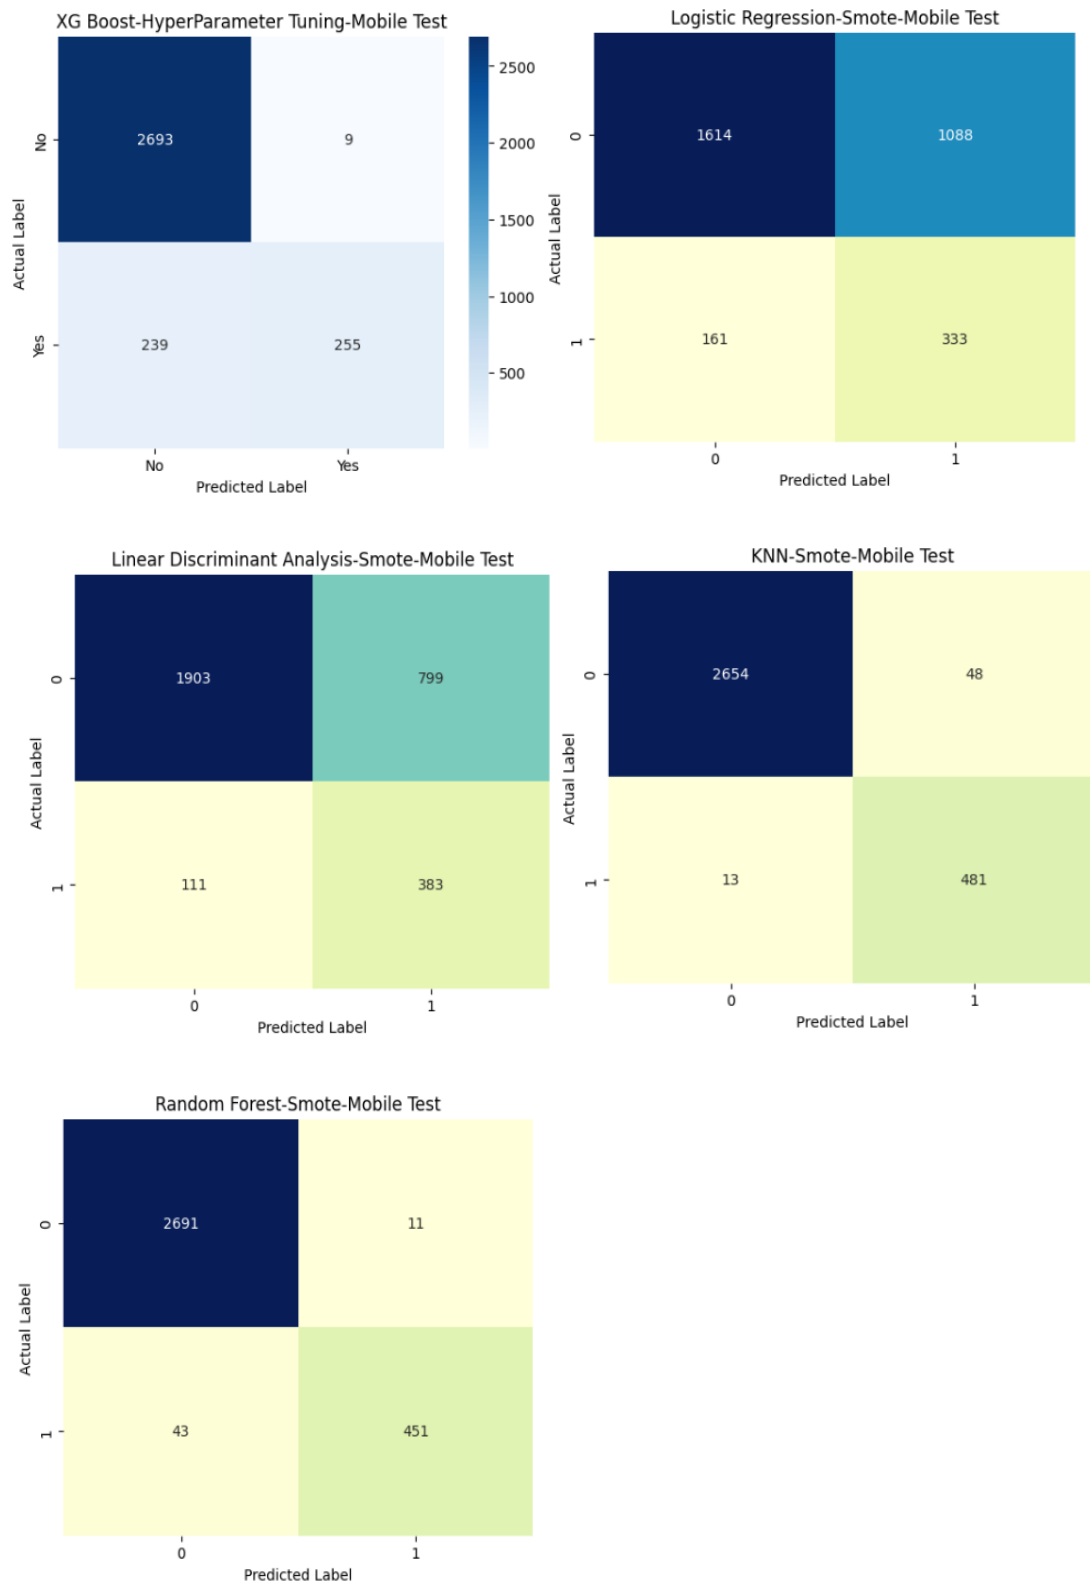 XG Boost-HyperParameter Tuning-Mobile Test
Actual Label
No
Yes
2693
9
239
255
No
Yes
Predicted Label
2500
2000
1500
1000
500
Logistic Regression-Smote-Mobile Test
Actual Label
0
1
1614
1088
161
333
0
1
Predicted Label
Linear Discriminant Analysis-Smote-Mobile Test
Actual Label
0
1
1903
799
111
383
0
1
Predicted Label
KNN-Smote-Mobile Test
Actual Label
0
1
2654
48
13
481
0
1
Predicted Label
Random Forest-Smote-Mobile Test
Actual Label
0
1
2691
11
43
451
0
1
Predicted Label